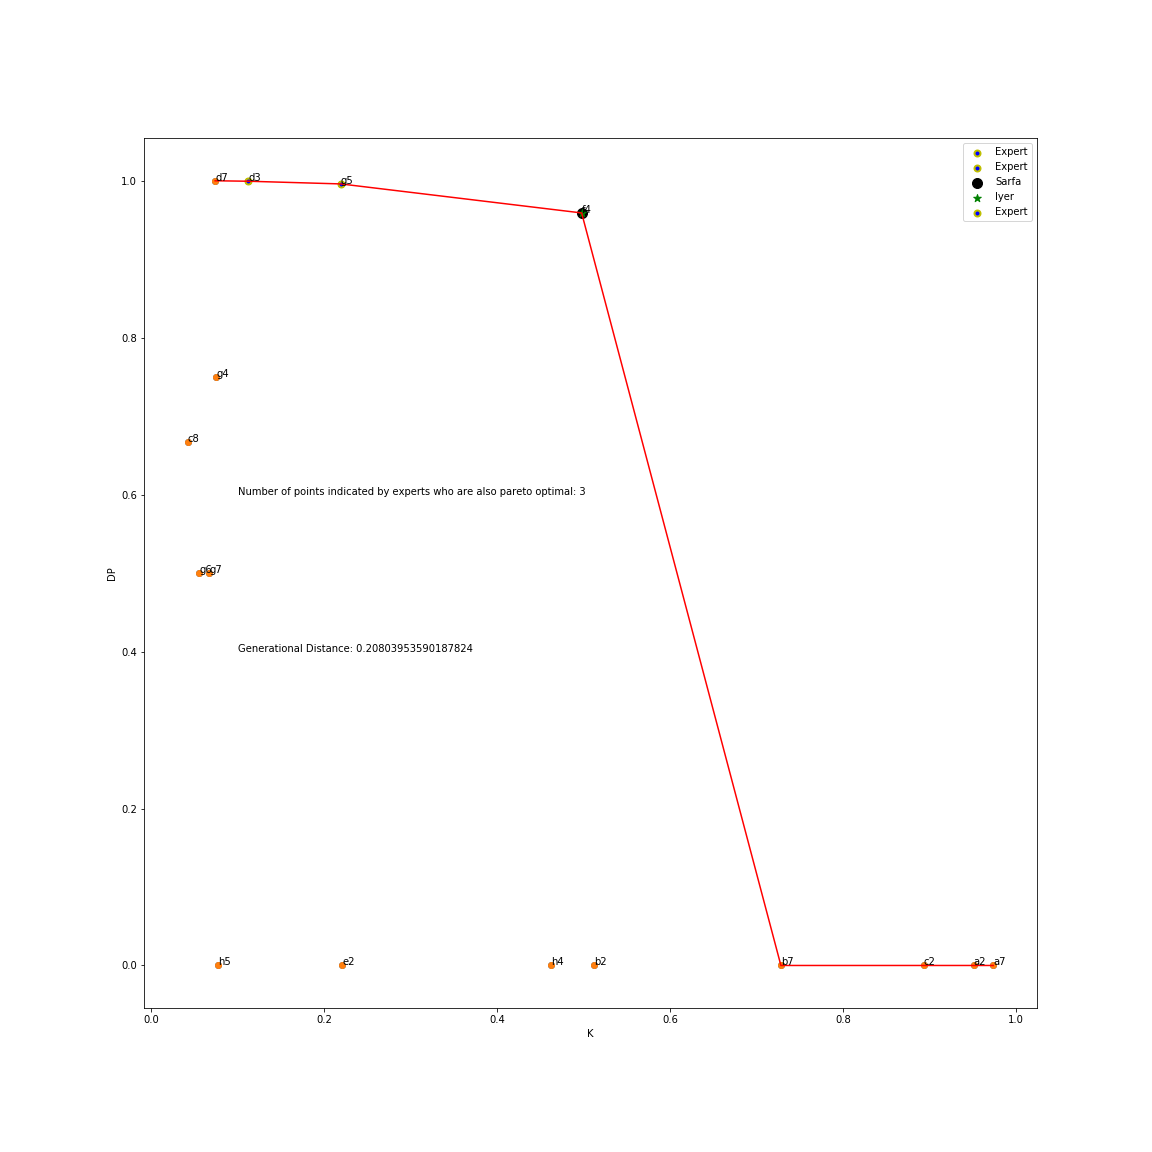 Expert
Expert
Sarfa
Iyer
Expert
1.0
d7
d3
g5
f4
0.8
g4
c8
Number of points indicated by experts who are also pareto optimal: 3
0.6
DP
g6
g7
Generational Distance: 0.20803953590187824
0.4
0.2
0.0
h5
e2
h4
b2
b7
c2
a2
a7
0.0 0.2 0.4 0.6 0.8 1.0
K